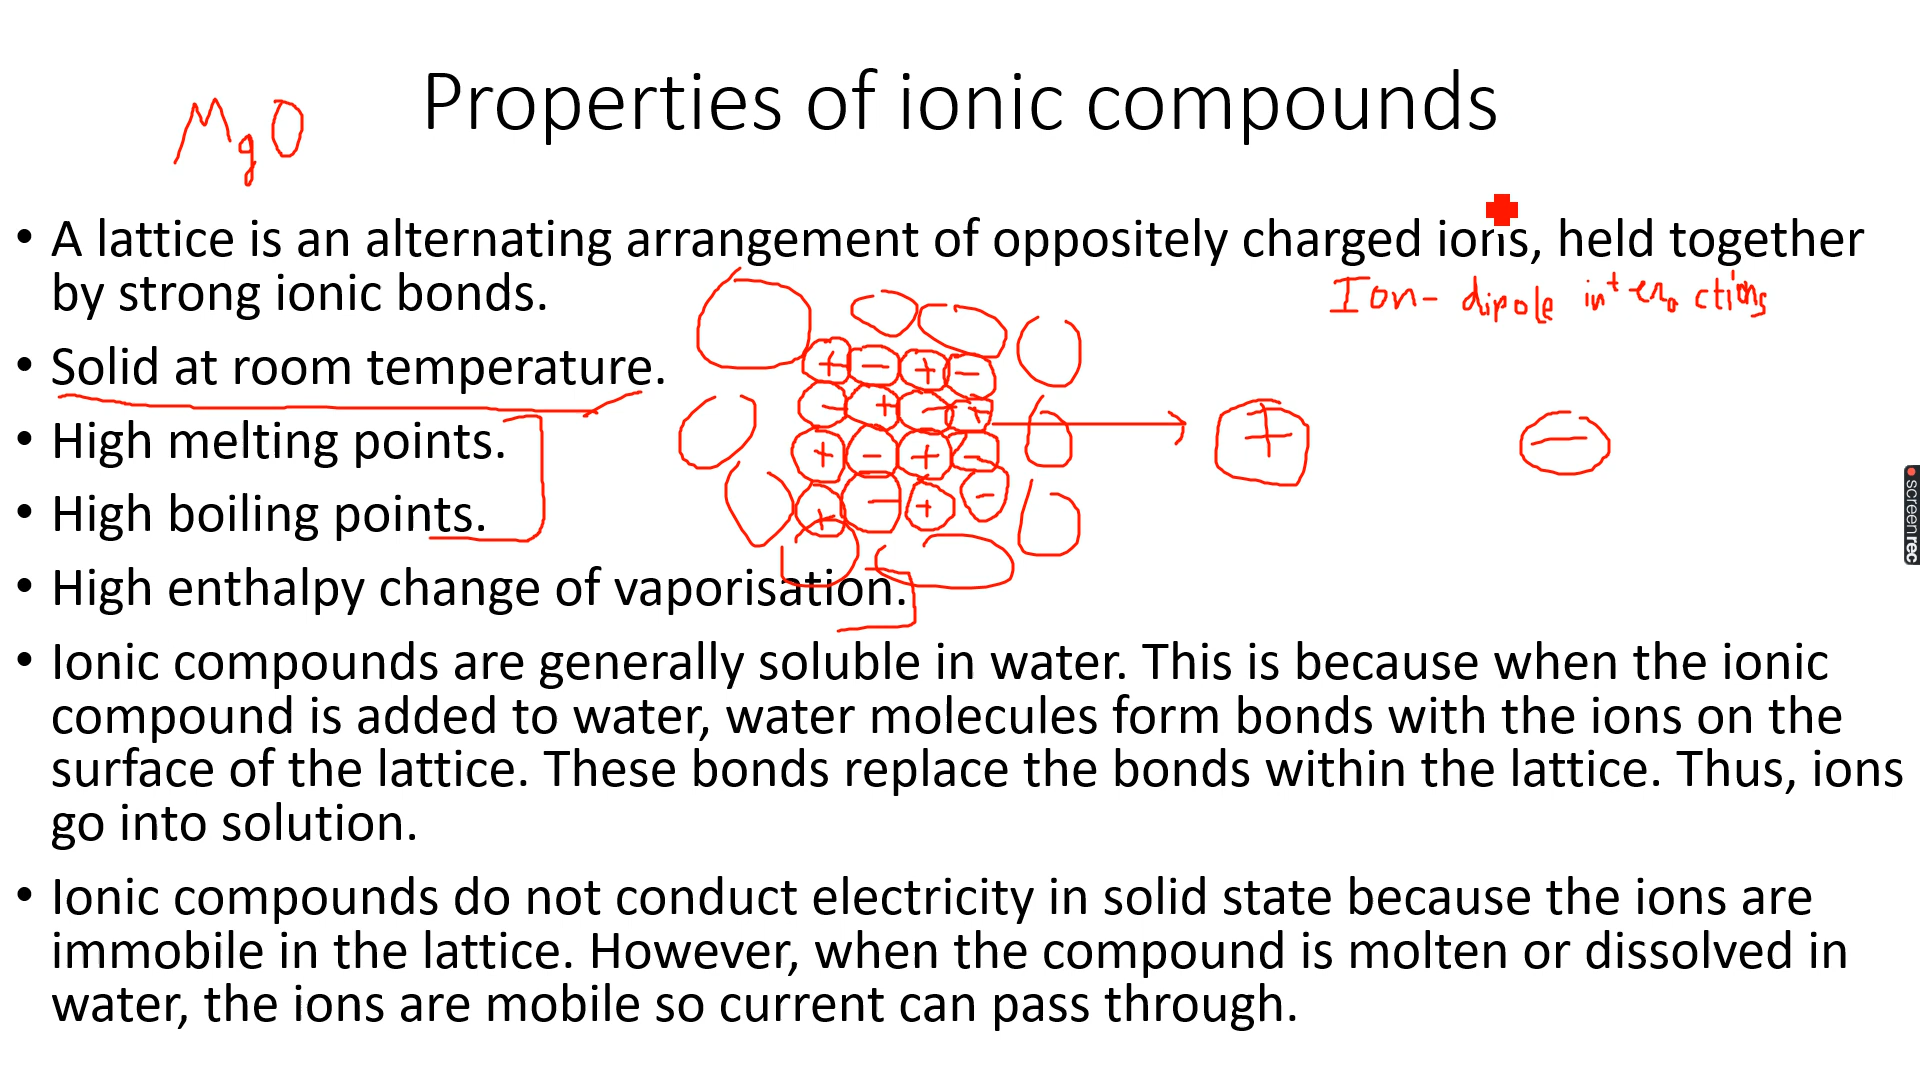 Properties of ionic compounds
MgO
• A lattice is an alternating arrangement of oppositely charged ions, held together
by strong ionic bonds.
Ion-dipole interactions
• Solid at room temperature.
+ - + -
- + - +
+ -
• High melting points.
+ - + -
• High boiling points.
+ - + -
• High enthalpy change of vaporisation.
• Ionic compounds are generally soluble in water. This is because when the ionic
compound is added to water, water molecules form bonds with the ions on the
surface of the lattice. These bonds replace the bonds within the lattice. Thus, ions
go into solution.
• Ionic compounds do not conduct electricity in solid state because the ions are
immobile in the lattice. However, when the compound is molten or dissolved in
water, the ions are mobile so current can pass through.
screenrec